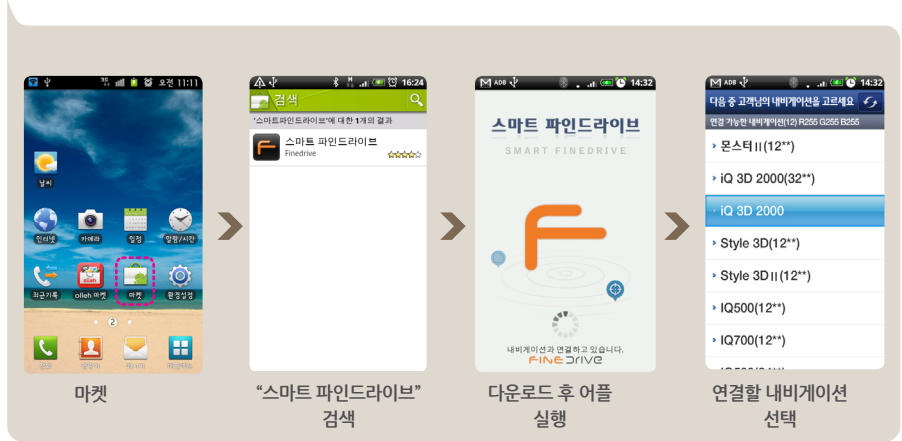 오전 11:11
날씨
인터넷
카메라
일정
알람/시간
최근기록
olleh 마켓
마켓
환경설정
2
마켓
16:24
검색
'스마트파인드라이브'에 대한 1개의 결과
스마트 파인드라이브
Finedrive
“스마트 파인드라이브”
검색
ADB
14:32
스마트 파인드라이브
SMART FINEDRIVE
내비게이션과 연결하고 있습니다.
FINE DRIVE
다운로드 후 어플
실행
ADB
14:32
다음 중 고객님의 내비게이션을 고르세요
연결 가능한 내비게이션(12) R255 G255 B255
몬스터II(12**)
iQ 3D 2000(32**)
iQ 3D 2000
Style 3D(12**)
Style 3DII(12**)
IQ500(12**)
IQ700(12**)
연결할 내비게이션
선택